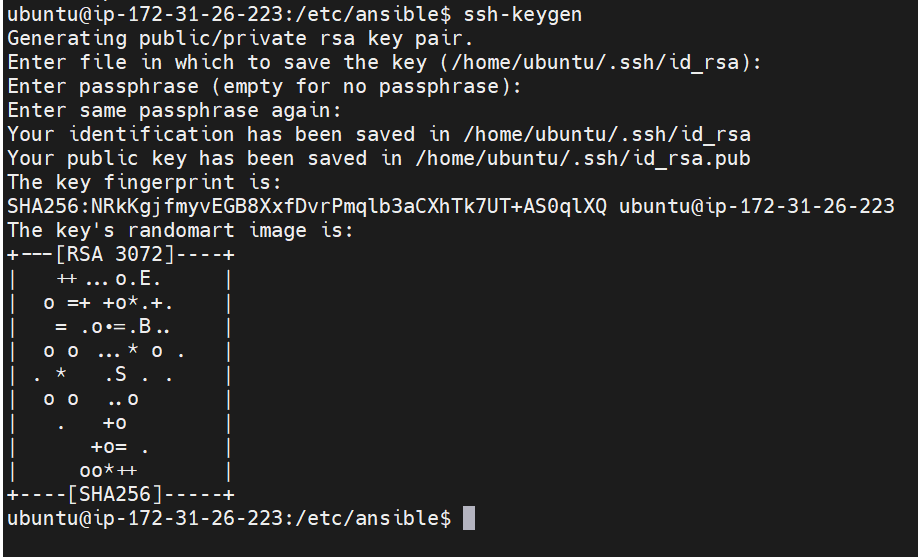 ubuntu@ip-172-31-26-223:/etc/ansible$ ssh-keygen
Generating public/private rsa key pair.
Enter file in which to save the key (/home/ubuntu/.ssh/id_rsa):
Enter passphrase (empty for no passphrase):
Enter same passphrase again:
Your identification has been saved in /home/ubuntu/.ssh/id_rsa
Your public key has been saved in /home/ubuntu/.ssh/id_rsa.pub
The key fingerprint is:
SHA256:NRkKgjfmyvEGB8XxfDvrPmqlb3aCXhTk7UT+AS0qlXQ ubuntu@ip-172-31-26-223
The key's randomart image is:
+---[RSA 3072]----+
|   ++ ...o.E.     |
|  o =+ +o*.+.    |
|   = .o*=.B..    |
|  o o ...* o .   |
| . *   .S . .    |
|  o o  ..o       |
|   .   +o        |
|      +o= .      |
|     oo*++       |
+----[SHA256]-----+
ubuntu@ip-172-31-26-223:/etc/ansible$